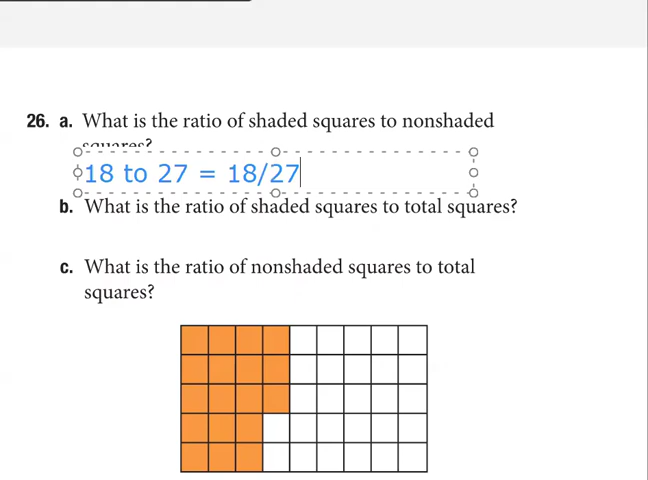 26. a. What is the ratio of shaded squares to nonshaded
squares?
18 to 27 = 18/27
b. What is the ratio of shaded squares to total squares?
c. What is the ratio of nonshaded squares to total
squares?